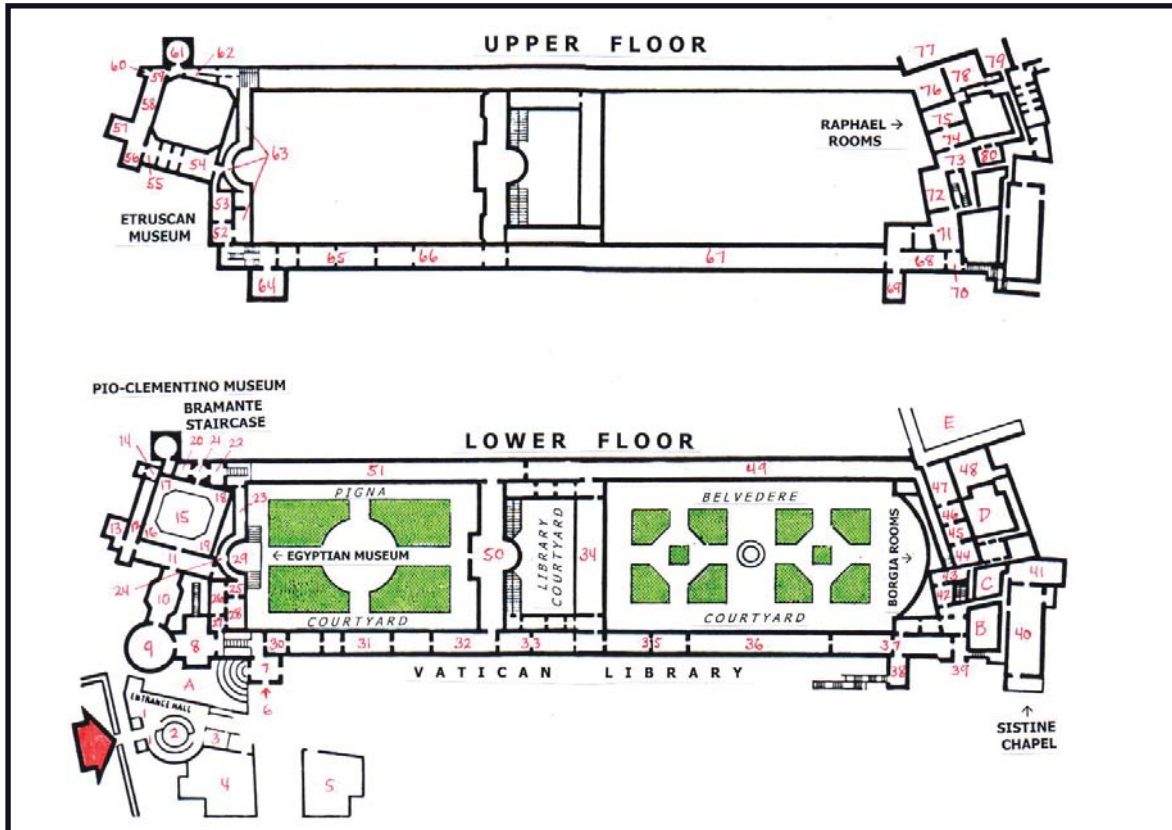 UPPER FLOOR
60 59 61 62
58
57
56 55 54 63
53
52
ETRUSCAN
MUSEUM
64 65 66 67 68 69 70
77 78 79
76
75
RAPHAEL →
ROOMS
74
73 80
72
71
PIO-CLEMENTINO MUSEUM
BRAMANTE
STAIRCASE
LOWER FLOOR
14 20 21 22
17 18
51 49
23
15
13 16 19
11 29
24 25
10 26 28
27
9 8
PIGNA
← EGYPTIAN MUSEUM
COURTYARD
50
LIBRARY
COURTYARD
34
BELVEDERE
BORGIA ROOMS →
COURTYARD
E
48
47
46 D
45
44
43 C 41
42
B 40
30 31 32 33 35 36 37
38 39
VATICAN LIBRARY
7
6
A
ENTRANCE HALL
1
1 2 3
4 5
↑
SISTINE
CHAPEL